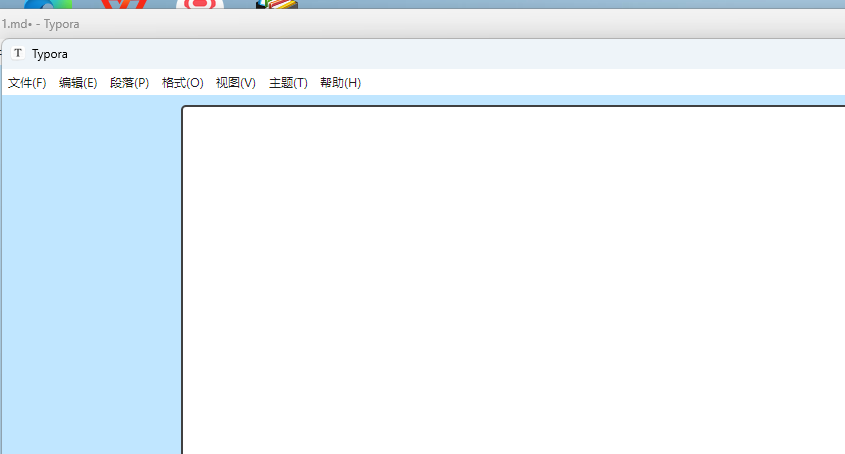 1.md• - Typora
T Typora
文件(F) 编辑(E) 段落(P) 格式(O) 视图(V) 主题(T) 帮助(H)